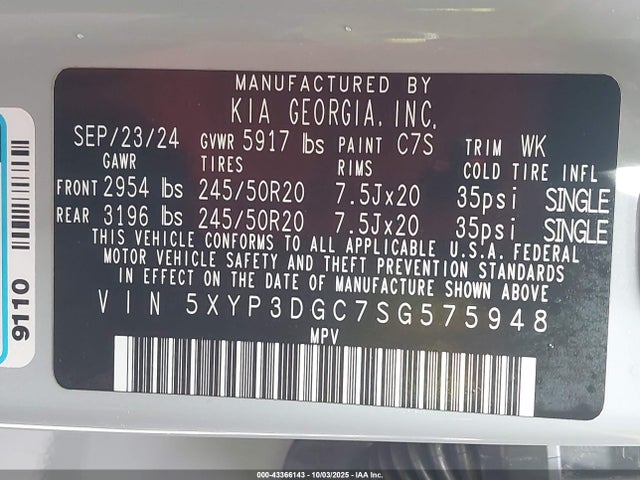 MANUFACTURED BY
KIA GEORGIA, INC.
SEP/23/24 GVWR 5917 lbs PAINT C7S TRIM WK
GAWR TIRES RIMS COLD TIRE INFL
FRONT 2954 lbs 245/50R20 7.5Jx20 35psi SINGLE
REAR 3196 lbs 245/50R20 7.5Jx20 35psi SINGLE
THIS VEHICLE CONFORMS TO ALL APPLICABLE U.S.A. FEDERAL
MOTOR VEHICLE SAFETY AND THEFT PREVENTION STANDARDS
IN EFFECT ON THE DATE OF MANUFACTURE SHOWN ABOVE
VIN 5XYP3DGC7SG575948
MPV
9110
000-43366143 - 10/03/2025 - IAA Inc.